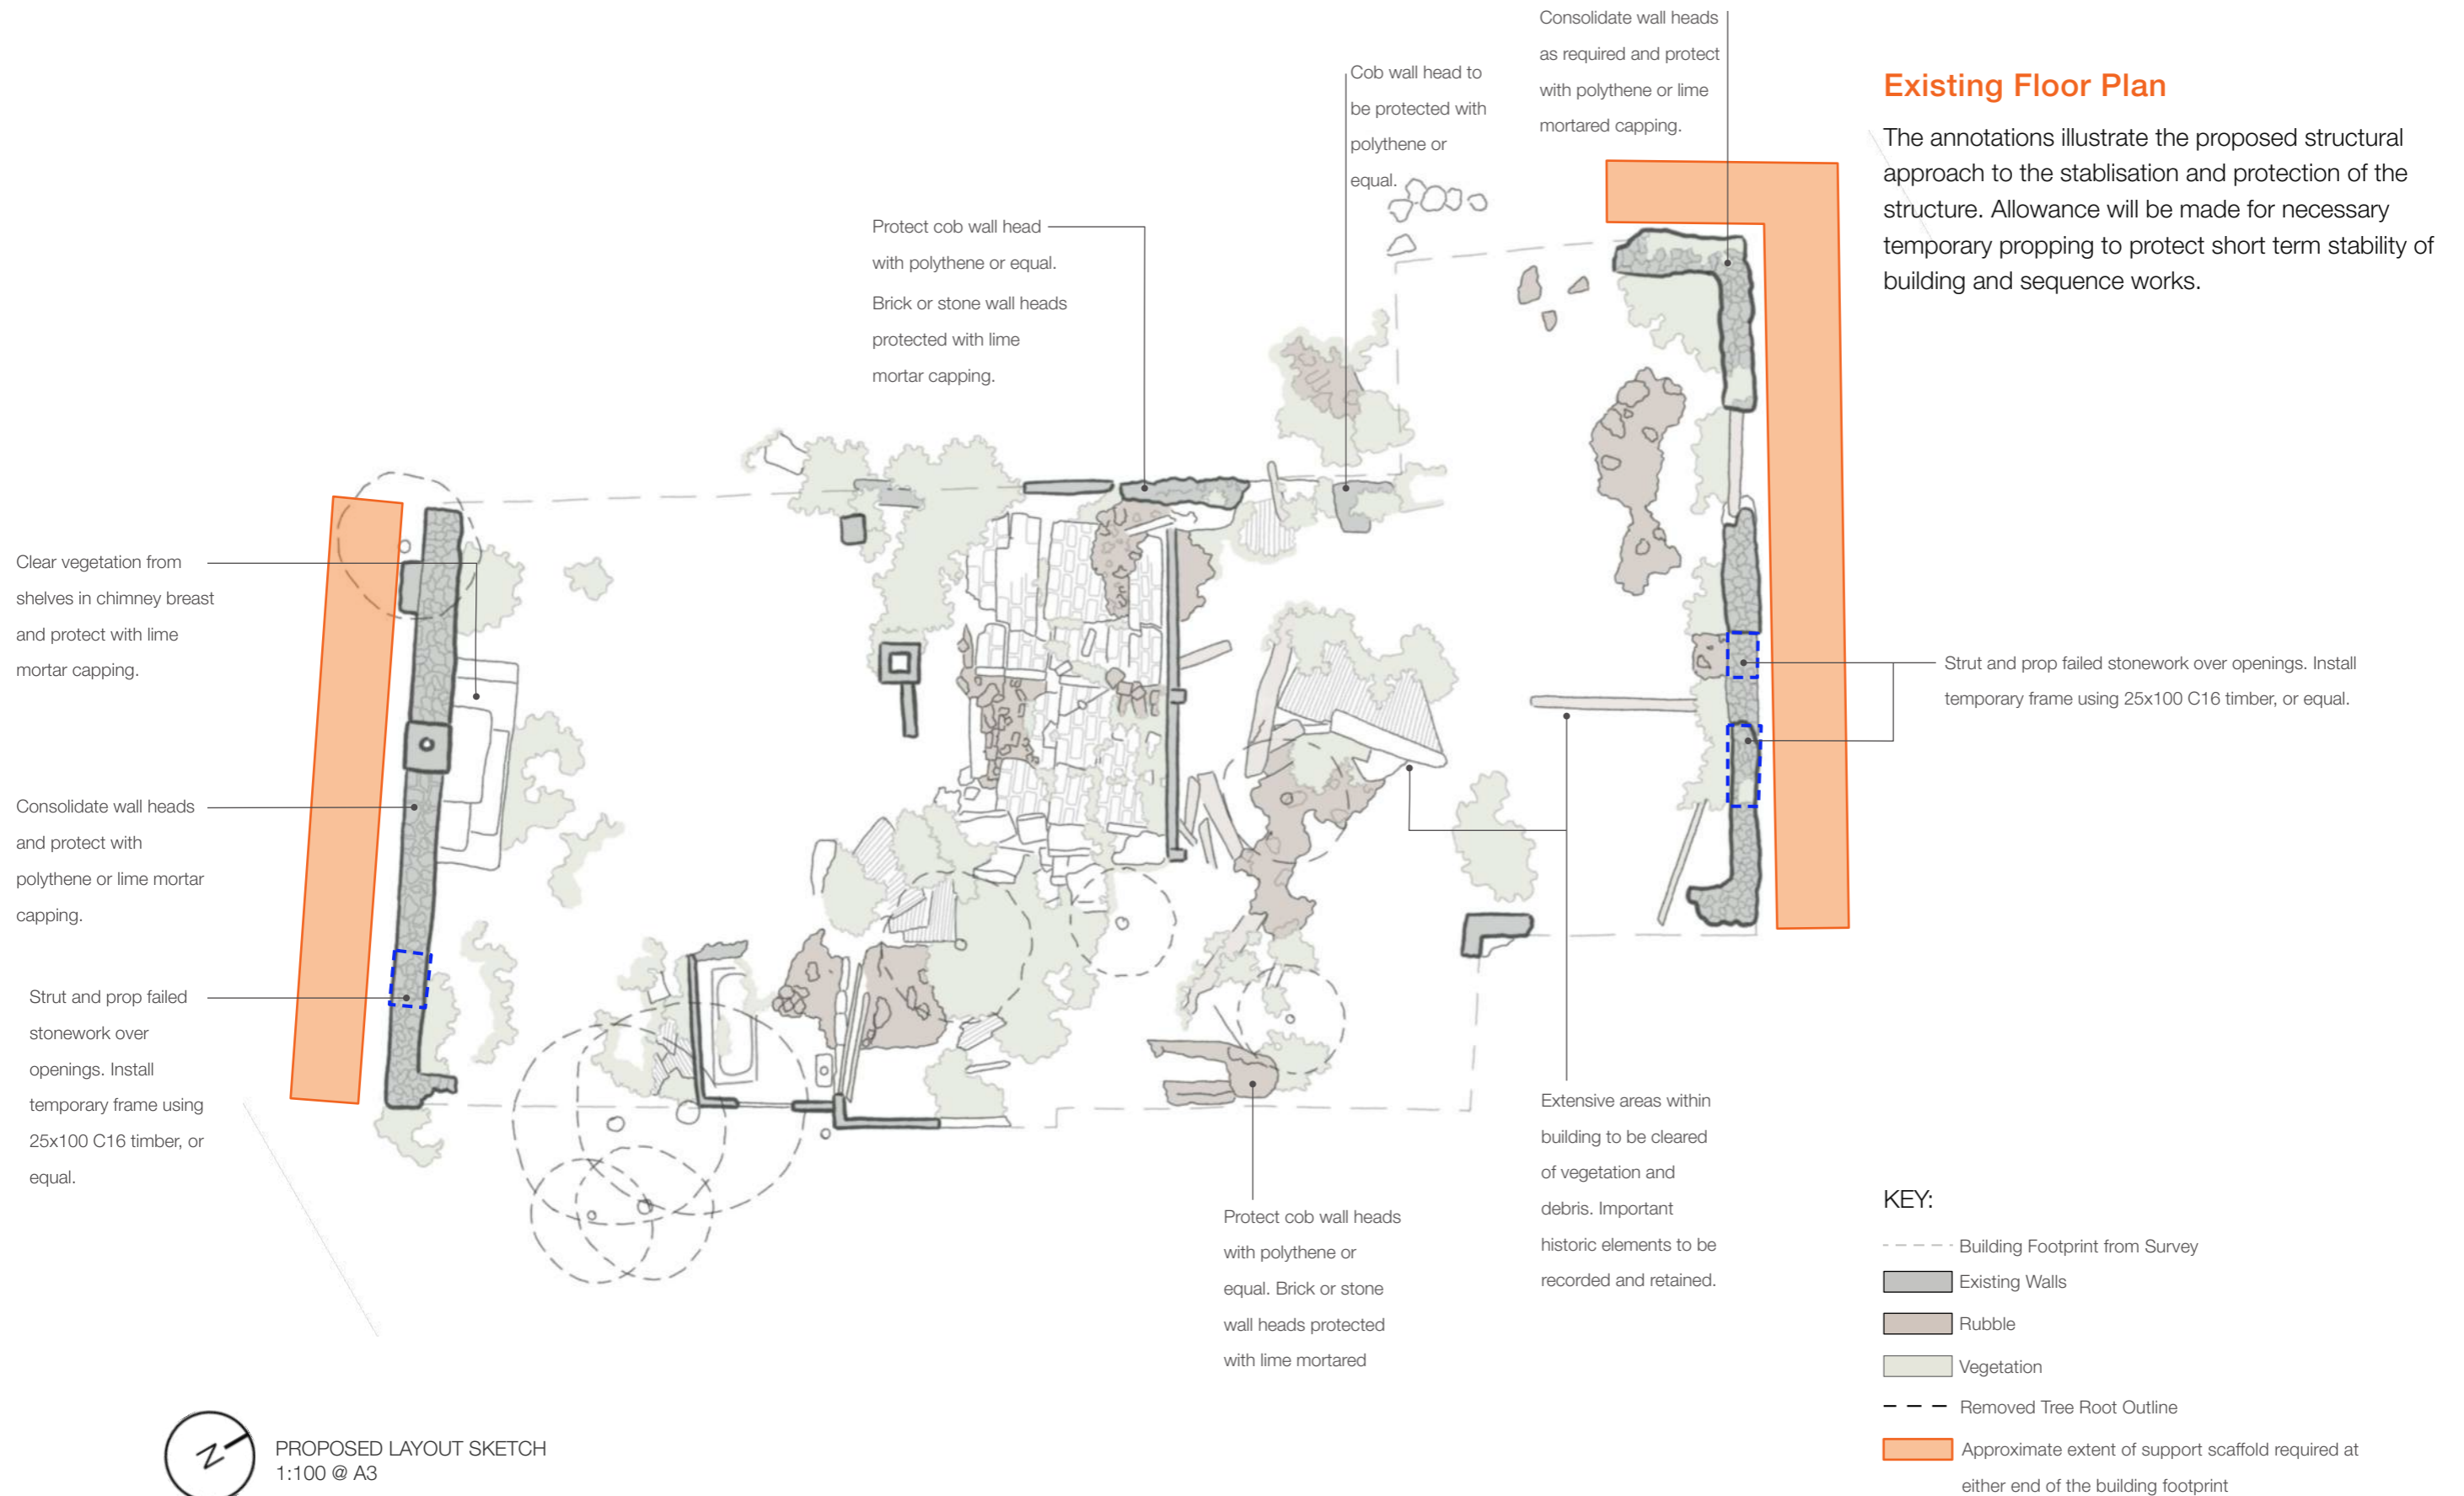 Consolidate wall heads
as required and protect
with polythene or lime
mortared capping.
Cob wall head to
be protected with
polythene or
equal.
Existing Floor Plan
The annotations illustrate the proposed structural
approach to the stablisation and protection of the
structure. Allowance will be made for necessary
temporary propping to protect short term stability of
building and sequence works.
Protect cob wall head
with polythene or equal.
Brick or stone wall heads
protected with lime
mortar capping.
Clear vegetation from
shelves in chimney breast
and protect with lime
mortar capping.
Strut and prop failed stonework over openings. Install
temporary frame using 25x100 C16 timber, or equal.
Consolidate wall heads
and protect with
polythene or lime mortar
capping.
Strut and prop failed
stonework over
openings. Install
temporary frame using
25x100 C16 timber, or
equal.
Extensive areas within
building to be cleared
of vegetation and
debris. Important
historic elements to be
recorded and retained.
Protect cob wall heads
with polythene or
equal. Brick or stone
wall heads protected
with lime mortared
KEY:
Building Footprint from Survey
Existing Walls
Rubble
Vegetation
Removed Tree Root Outline
Approximate extent of support scaffold required at
either end of the building footprint
N
PROPOSED LAYOUT SKETCH
1:100 @ A3